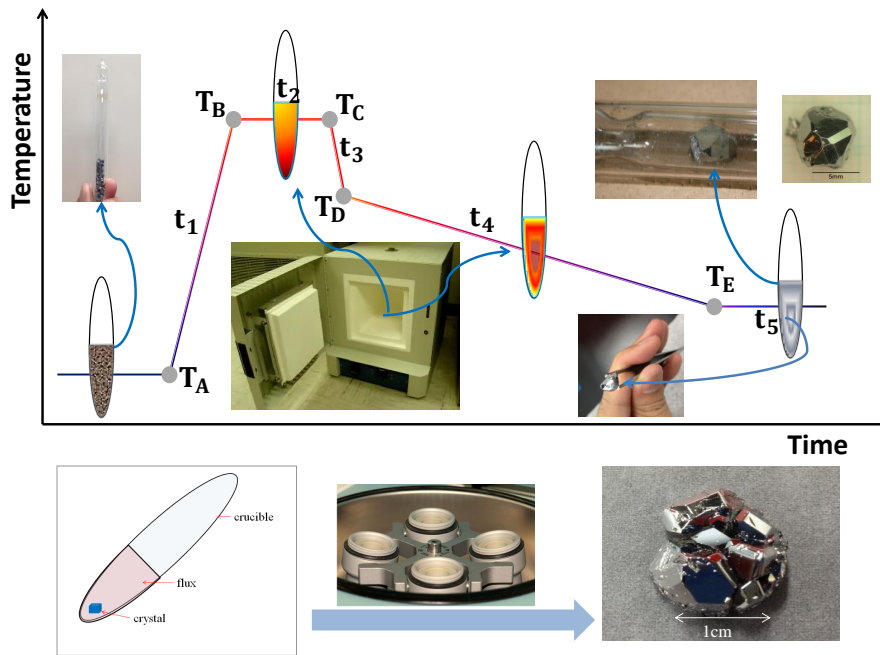 Temperature
T_B
t_2
T_C
t_3
T_D
t_1
t_4
T_E
t_5
T_A
5mm
Time
crucible
flux
crystal
1cm